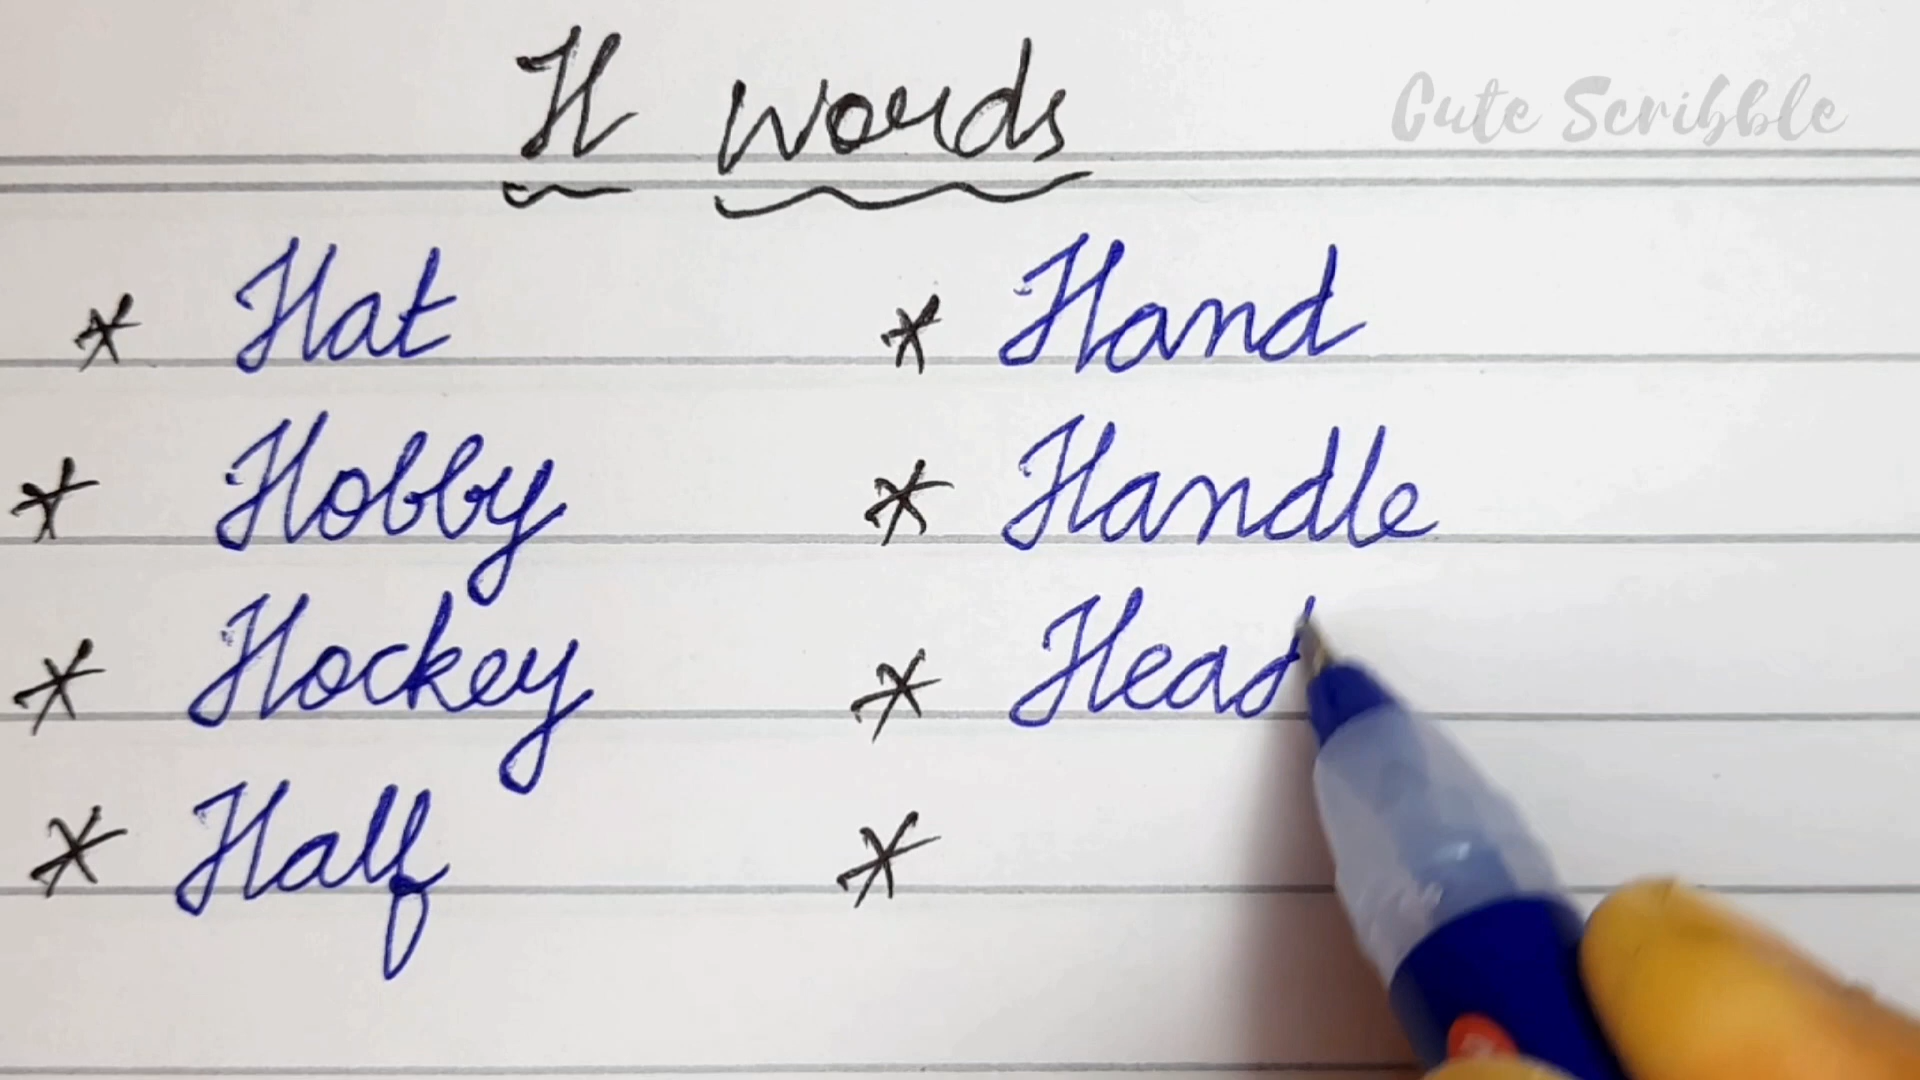 H words
Cute Scribble
* Hat * Hand
* Hobby * Handle
* Hockey * Head
* Half *